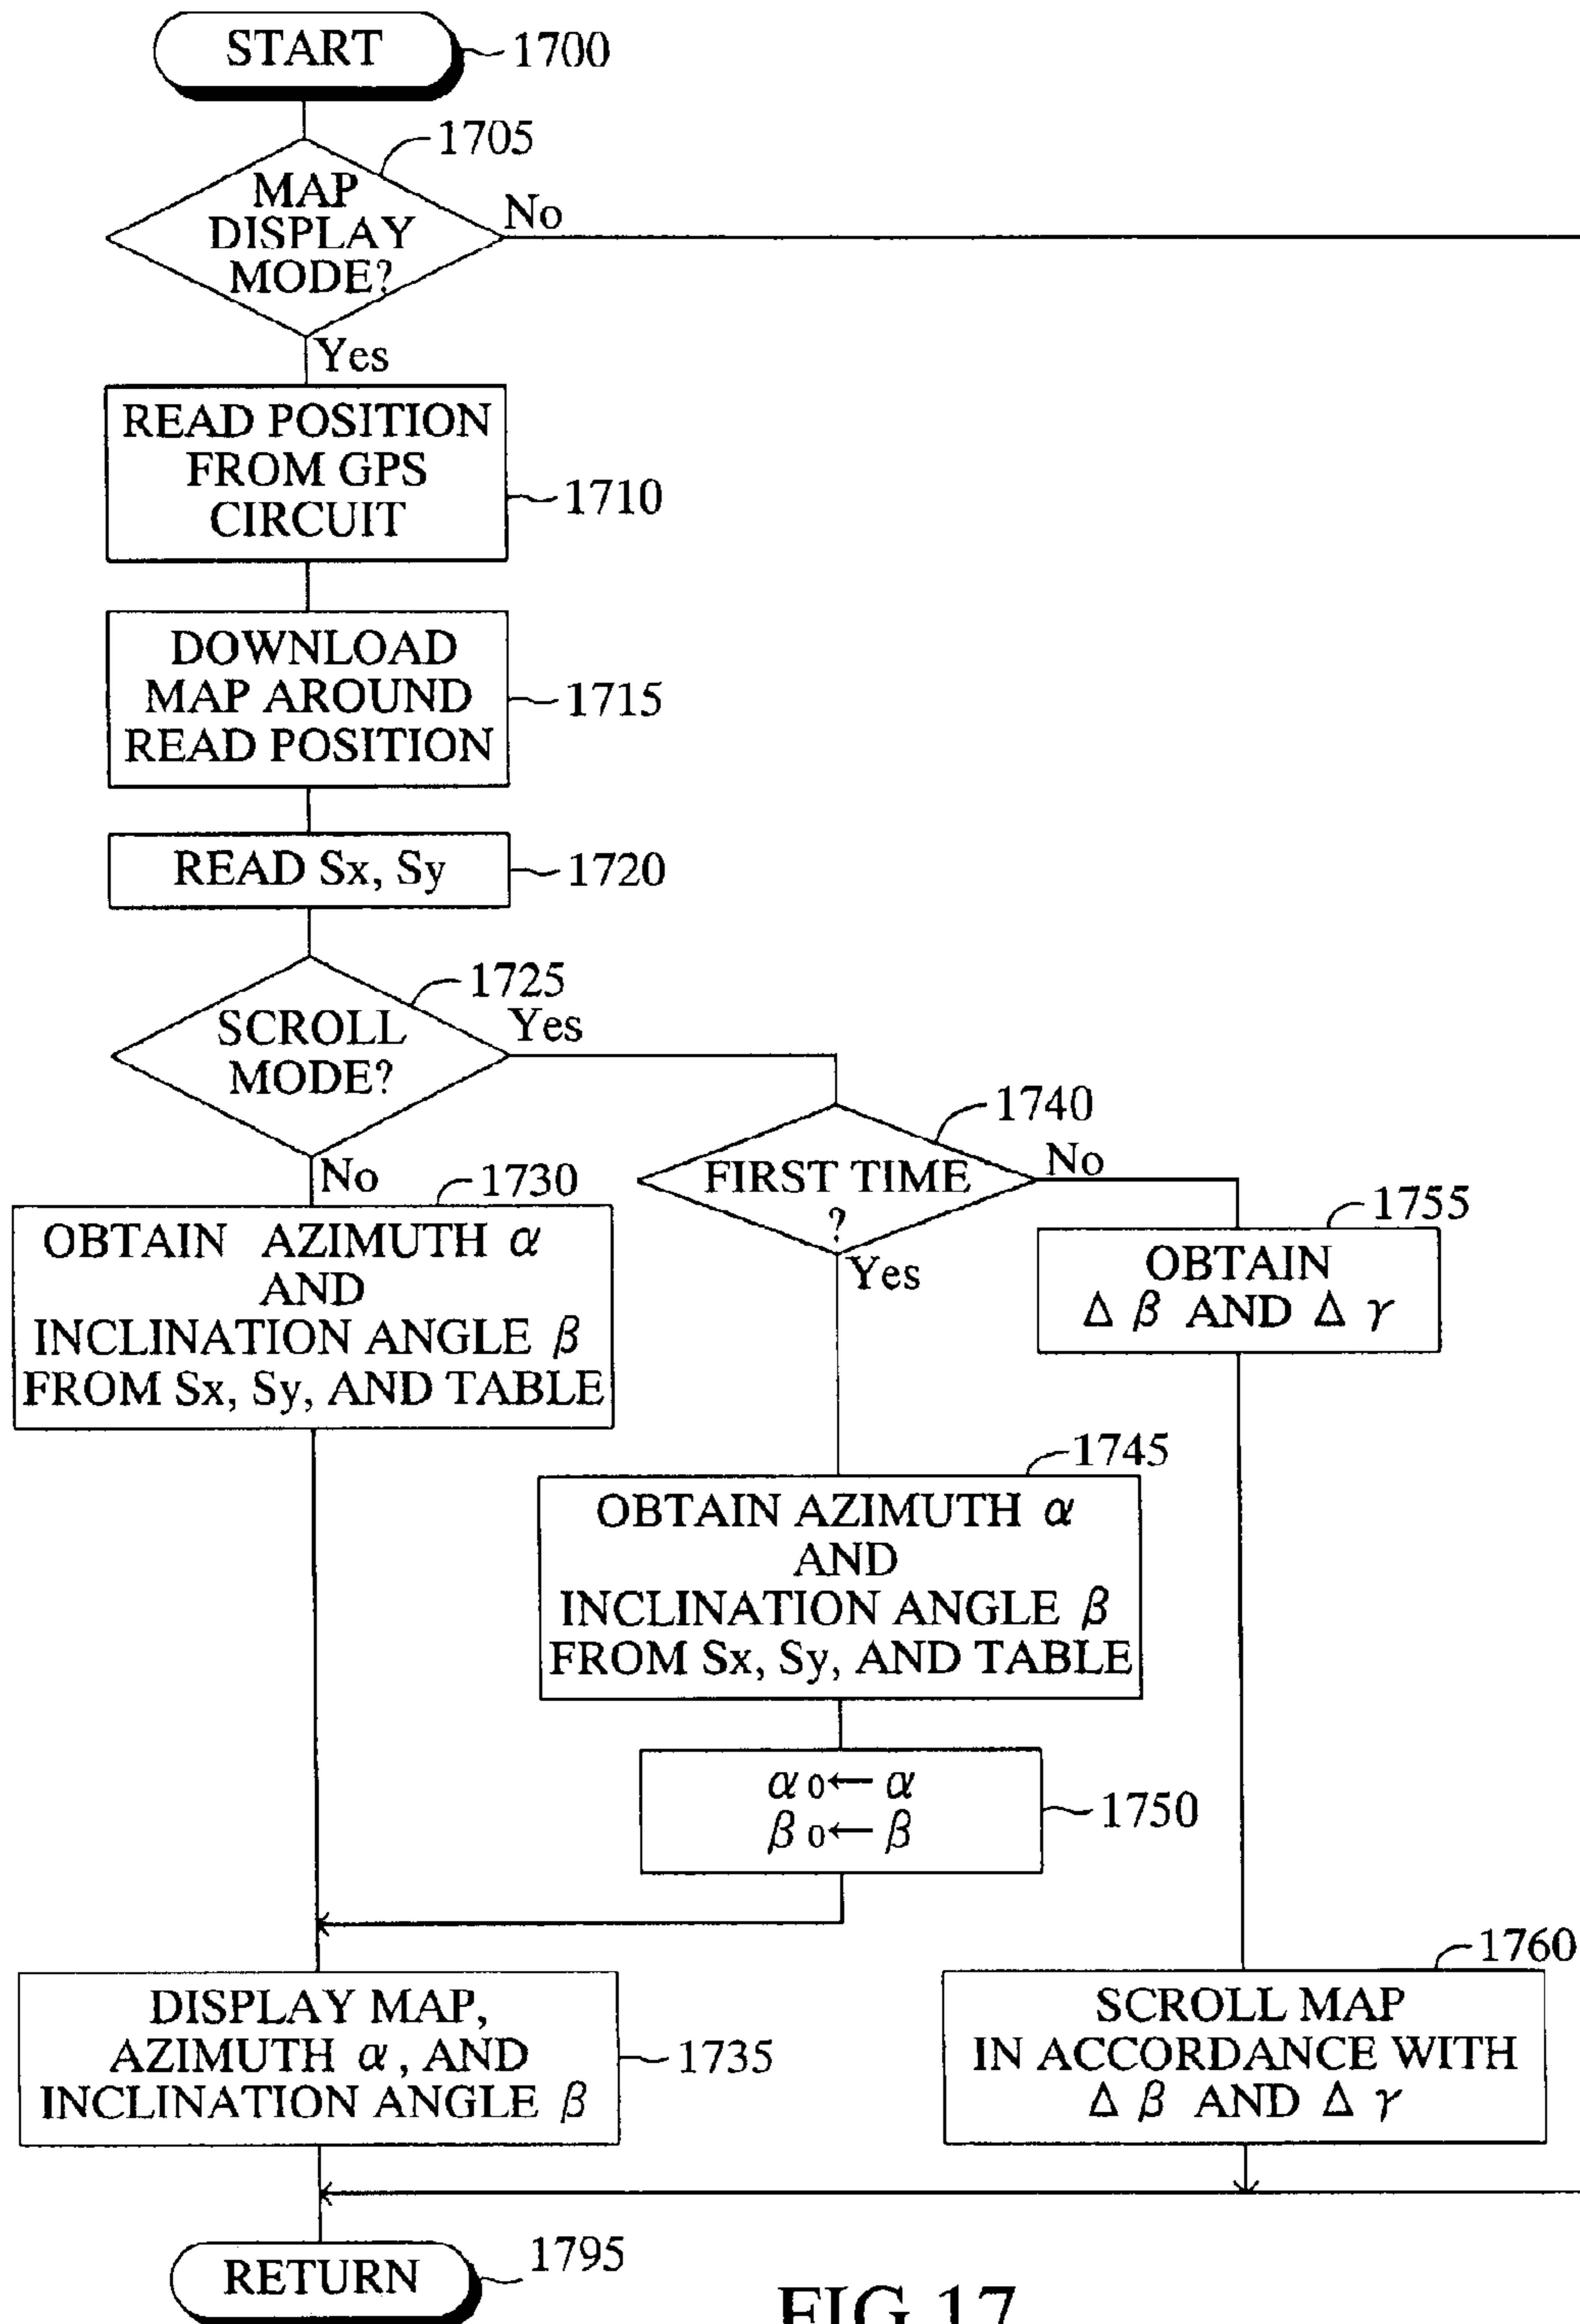 START
1700
1705
MAP
DISPLAY
MODE?
No
Yes
READ POSITION
FROM GPS
CIRCUIT
1710
DOWNLOAD
MAP AROUND
READ POSITION
1715
READ Sx, Sy
1720
1725
SCROLL
MODE?
Yes
No
1730
OBTAIN AZIMUTH α
AND
INCLINATION ANGLE β
FROM Sx, Sy, AND TABLE
1740
FIRST TIME
?
No
Yes
1755
OBTAIN
Δ β AND Δ γ
1745
OBTAIN AZIMUTH α
AND
INCLINATION ANGLE β
FROM Sx, Sy, AND TABLE
α0← α
β0← β
1750
DISPLAY MAP,
AZIMUTH α, AND
INCLINATION ANGLE β
1735
1760
SCROLL MAP
IN ACCORDANCE WITH
Δ β AND Δ γ
RETURN
1795
FIG.17